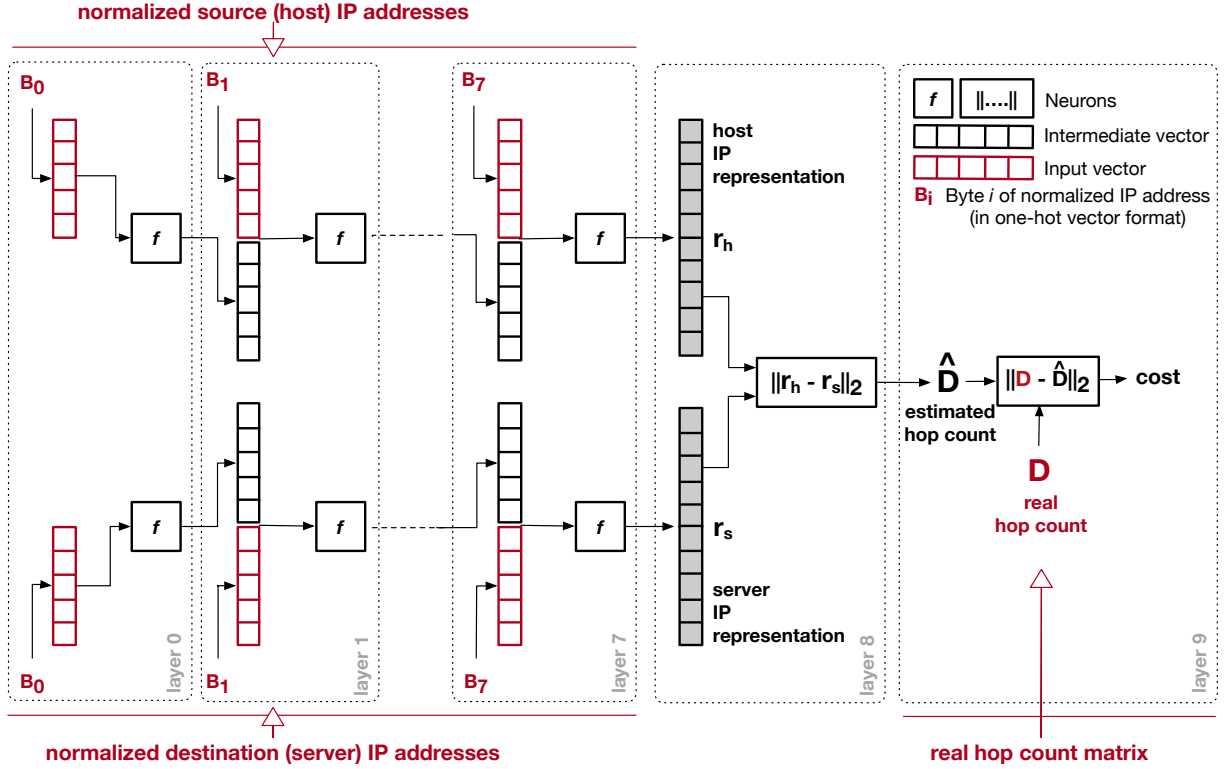 normalized source (host) IP addresses
B0
B1
B7
f
f
f
host
IP
representation
rh
f
||....||
Neurons
Intermediate vector
Input vector
Bi Byte i of normalized IP address
(in one-hot vector format)
||rh - rs||2
D̂
estimated
hop count
||D - D̂||2
cost
D
real
hop count
f
f
f
rs
server
IP
representation
B0
B1
B7
layer 0
layer 1
layer 7
layer 8
layer 9
normalized destination (server) IP addresses
real hop count matrix